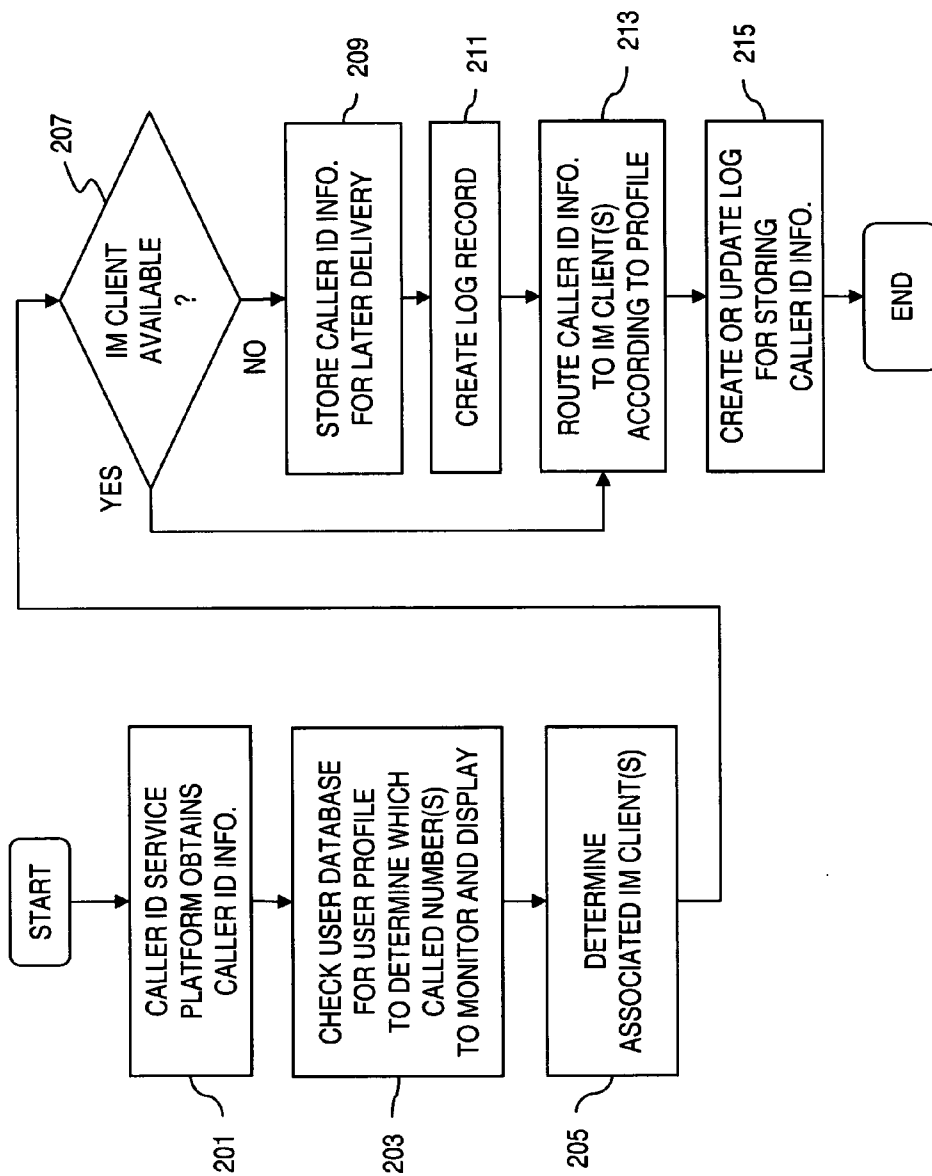 START
CALLER ID SERVICE
PLATFORM OBTAINS
CALLER ID INFO.
201
CHECK USER DATABASE
FOR USER PROFILE
TO DETERMINE WHICH
CALLED NUMBER(S)
TO MONITOR AND DISPLAY
203
DETERMINE
ASSOCIATED IM CLIENT(S)
205
207
IM CLIENT
AVAILABLE
?
YES
NO
STORE CALLER ID INFO.
FOR LATER DELIVERY
209
CREATE LOG RECORD
211
ROUTE CALLER ID INFO.
TO IM CLIENT(S)
ACCORDING TO PROFILE
213
CREATE OR UPDATE LOG
FOR STORING
CALLER ID INFO.
215
END